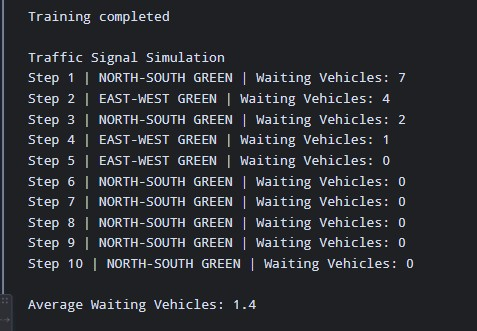 Training completed
Traffic Signal Simulation
Step 1 | NORTH-SOUTH GREEN | Waiting Vehicles: 7
Step 2 | EAST-WEST GREEN | Waiting Vehicles: 4
Step 3 | NORTH-SOUTH GREEN | Waiting Vehicles: 2
Step 4 | EAST-WEST GREEN | Waiting Vehicles: 1
Step 5 | EAST-WEST GREEN | Waiting Vehicles: 0
Step 6 | NORTH-SOUTH GREEN | Waiting Vehicles: 0
Step 7 | NORTH-SOUTH GREEN | Waiting Vehicles: 0
Step 8 | NORTH-SOUTH GREEN | Waiting Vehicles: 0
Step 9 | NORTH-SOUTH GREEN | Waiting Vehicles: 0
Step 10 | NORTH-SOUTH GREEN | Waiting Vehicles: 0
Average Waiting Vehicles: 1.4